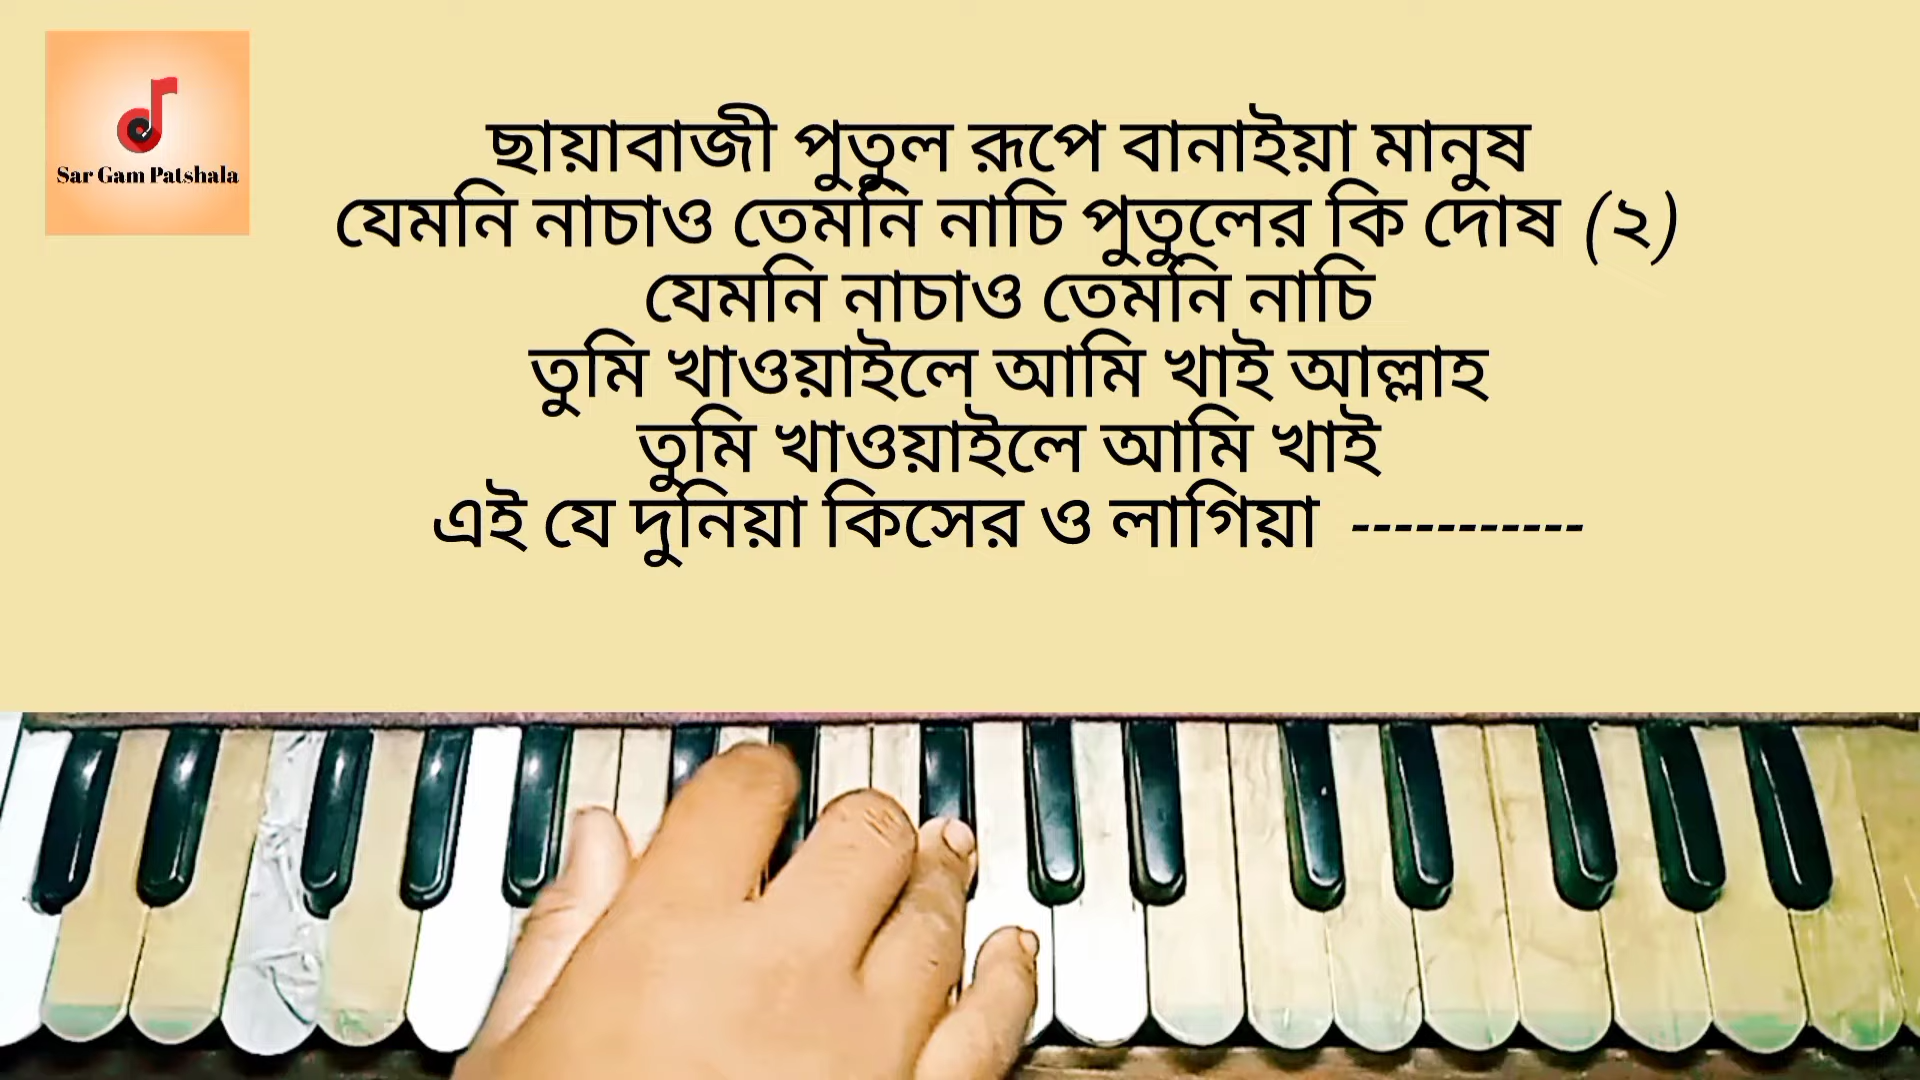 Sar Gam Patshala
ছায়াবাজী পুতুল রূপে বানাইয়া মানুষ
যেমনি নাচাও তেমনি নাচি পুতুলের কি দোষ (২)
যেমনি নাচাও তেমনি নাচি
তুমি খাওয়াইলে আমি খাই আল্লাহ
তুমি খাওয়াইলে আমি খাই
এই যে দুনিয়া কিসের ও লাগিয়া -----------